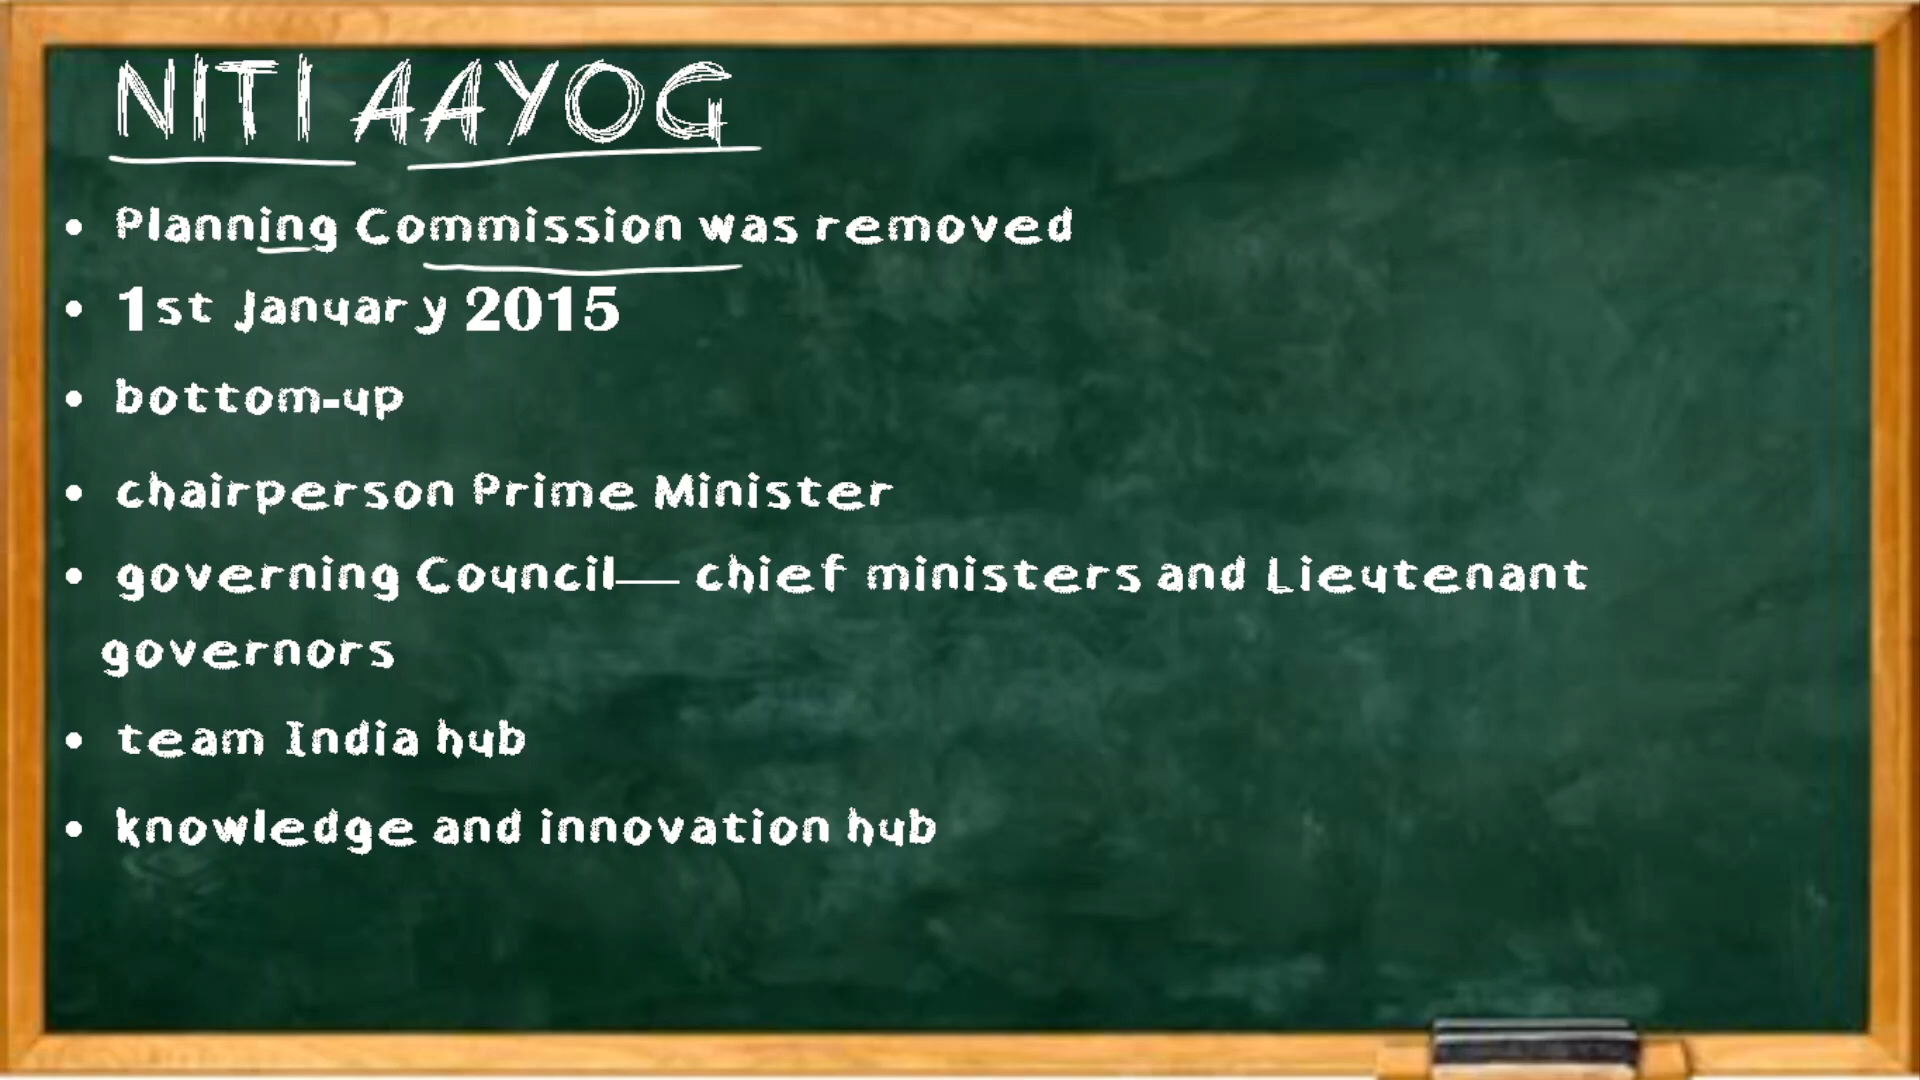 NITI AAYOG
• Planning Commission was removed
• 1st January 2015
• bottom-up
• chairperson Prime Minister
• governing Council— chief ministers and Lieutenant
governors
• team India hub
• knowledge and innovation hub